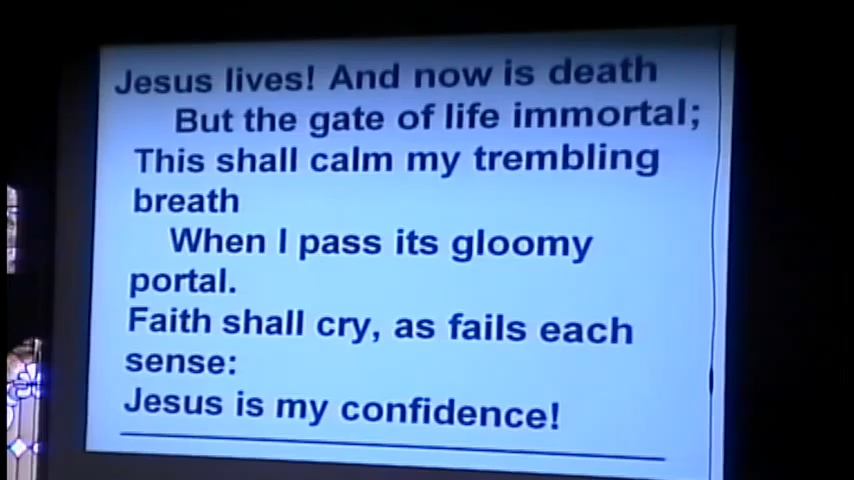 Jesus lives! And now is death
But the gate of life immortal;
This shall calm my trembling
breath
When I pass its gloomy
portal.
Faith shall cry, as fails each
sense:
Jesus is my confidence!